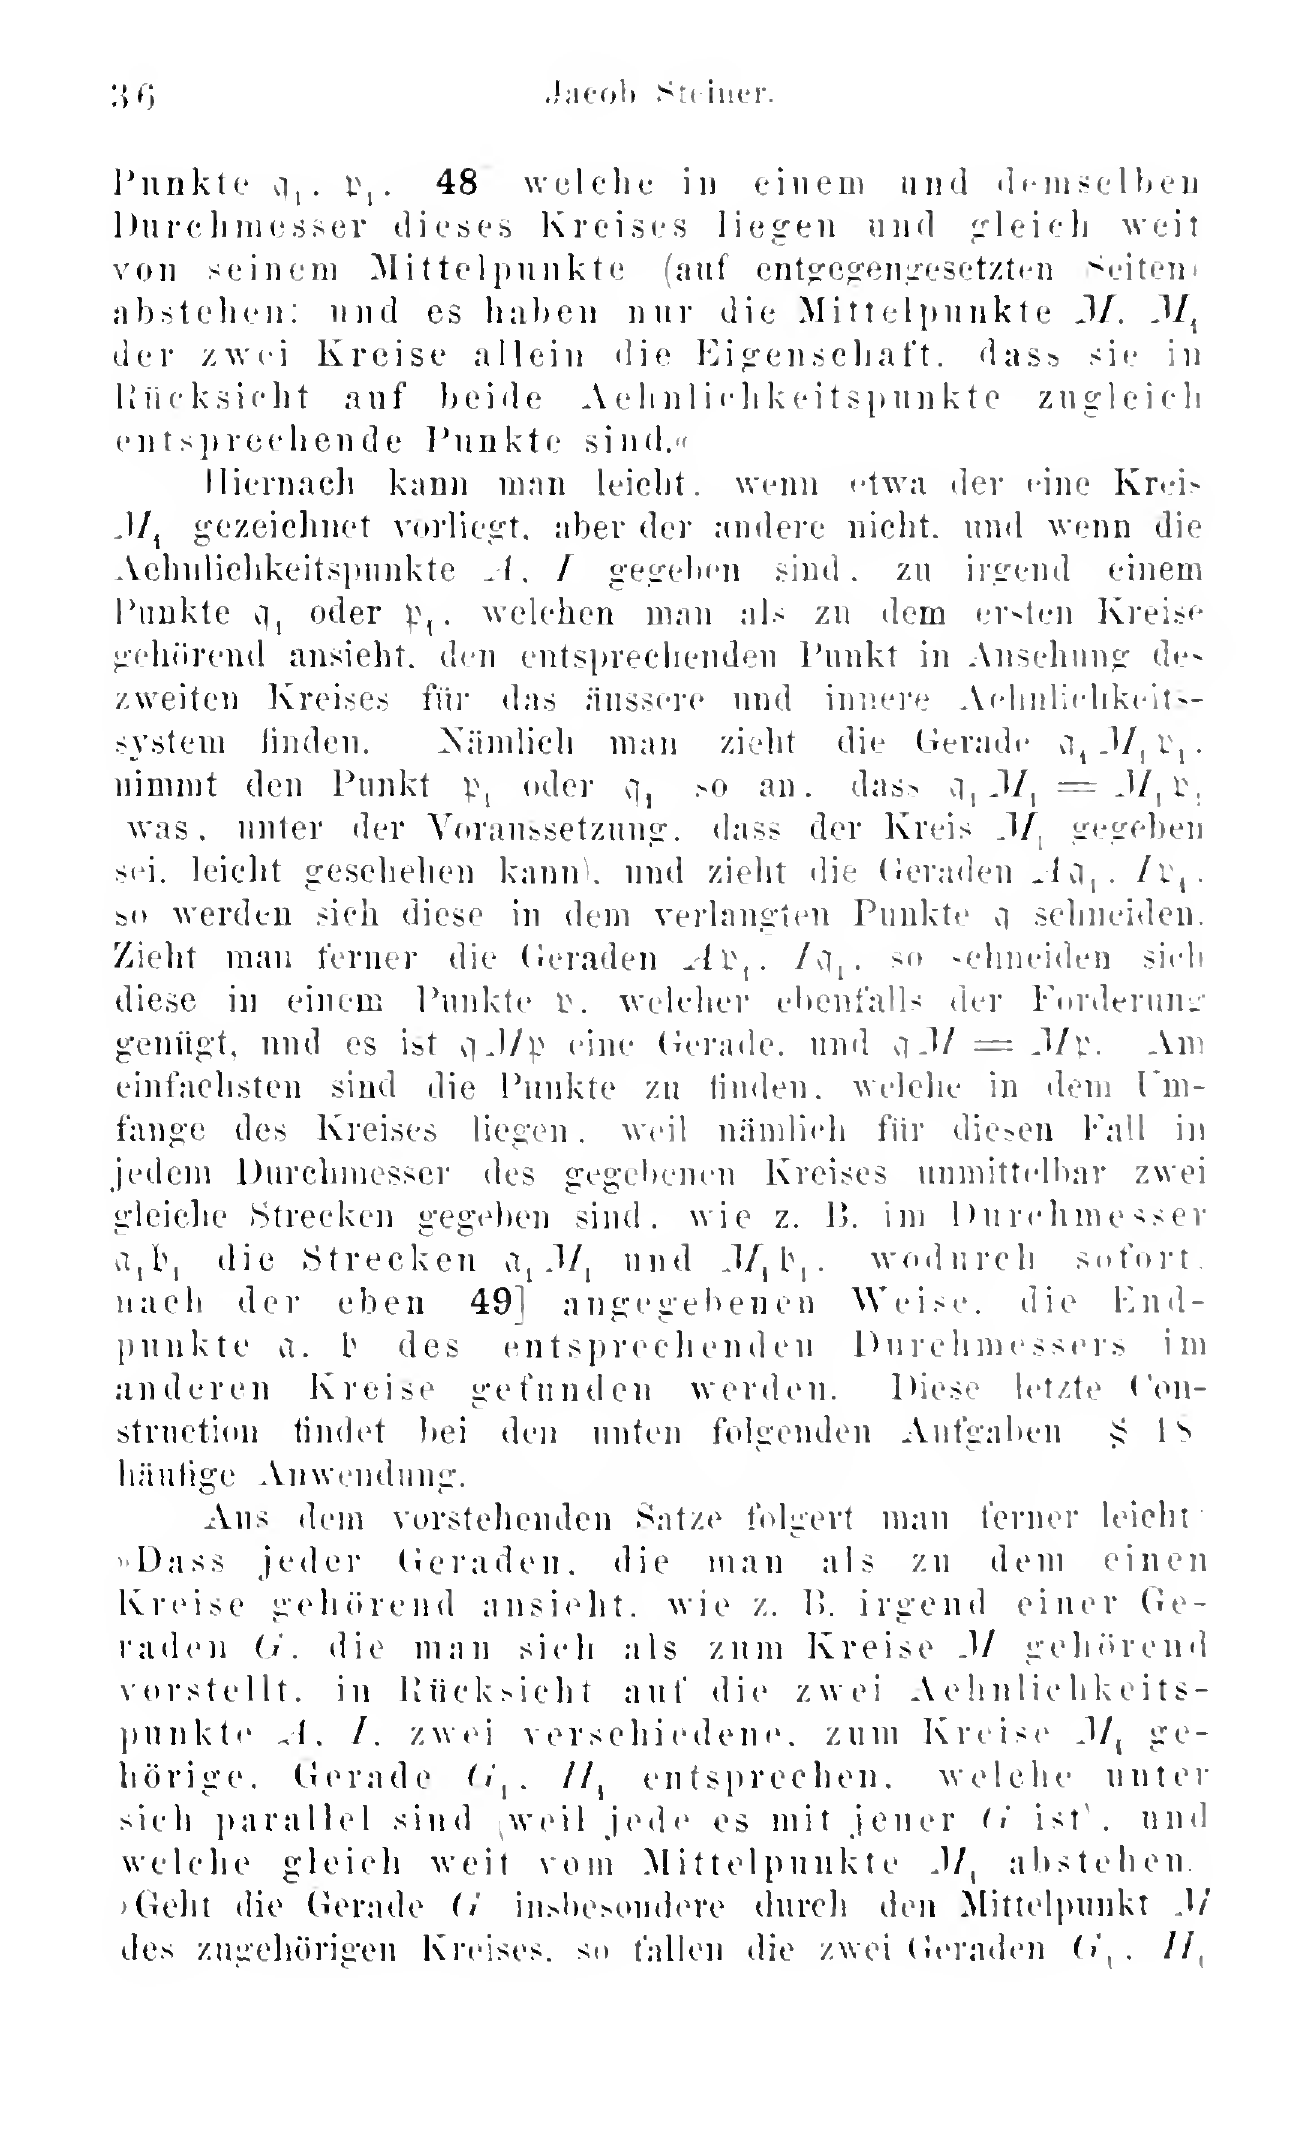 36 Jacob Steiner.
Punkte q₁, p₁, 48 welche in einem und demselben
Durchmesser dieses Kreises liegen und gleich weit
von seinem Mittelpunkte (auf entgegengesetzten Seiten)
abstehen; und es haben nur die Mittelpunkte M, M₁
der zwei Kreise allein die Eigenschaft, dass sie in
Rücksicht auf beide Aehnlichkeitspunkte zugleich
entsprechende Punkte sind.«
Hiernach kann man leicht, wenn etwa der eine Kreis
M₁ gezeichnet vorliegt, aber der andere nicht, und wenn die
Aehnlichkeitspunkte A, I gegeben sind, zu irgend einem
Punkte q₁ oder p₁, welchen man als zu dem ersten Kreise
gehörend ansieht, den entsprechenden Punkt in Ansehung des
zweiten Kreises für das äussere und innere Aehnlichkeits-
system finden. Nämlich man zieht die Gerade q₁M₁p₁,
nimmt den Punkt p₁ oder q₁ so an, dass q₁M₁ = M₁p₁
was, unter der Voraussetzung, dass der Kreis M₁ gegeben
sei, leicht geschehen kann), und zieht die Geraden Aq₁, Ip₁,
so werden sich diese in dem verlangten Punkte q schneiden.
Zieht man ferner die Geraden Ap₁, Iq₁, so schneiden sich
diese in einem Punkte p, welcher ebenfalls der Forderung
genügt, und es ist qMp eine Gerade, und qM = Mp. Am
einfachsten sind die Punkte zu finden, welche in dem Um-
fange des Kreises liegen, weil nämlich für diesen Fall in
jedem Durchmesser des gegebenen Kreises unmittelbar zwei
gleiche Strecken gegeben sind, wie z. B. im Durchmesser
a₁b₁ die Strecken a₁M₁ und M₁b₁, wodurch sofort,
nach der eben 49] angegebenen Weise, die End-
punkte a, b des entsprechenden Durchmessers im
anderen Kreise gefunden werden. Diese letzte Con-
struction findet bei den unten folgenden Aufgaben § 18
häufige Anwendung.
Aus dem vorstehenden Satze folgert man ferner leicht:
»Dass jeder Geraden, die man als zu dem einen
Kreise gehörend ansieht, wie z. B. irgend einer Ge-
raden G, die man sich als zum Kreise M gehörend
vorstellt, in Rücksicht auf die zwei Aehnlichkeits-
punkte A, I, zwei verschiedene, zum Kreise M₁ ge-
hörige, Gerade G₁, H₁ entsprechen, welche unter
sich parallel sind (weil jede es mit jener G ist), und
welche gleich weit vom Mittelpunkte M₁ abstehen.
»Geht die Gerade G insbesondere durch den Mittelpunkt M
des zugehörigen Kreises, so fallen die zwei Geraden G₁, H₁